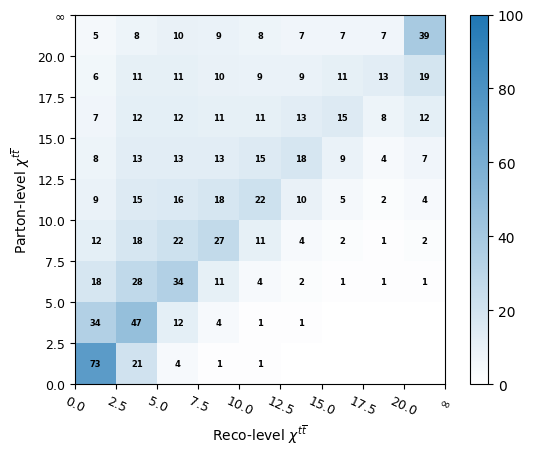 ∞ 5 8 10 9 8 7 7 7 39 100
20.0
6 11 11 10 9 9 11 13 19
17.5
7 12 12 11 11 13 15 8 12 80
15.0
8 13 13 13 15 18 9 4 7
12.5 60
9 15 16 18 22 10 5 2 4
10.0
12 18 22 27 11 4 2 1 2 40
7.5
18 28 34 11 4 2 1 1 1
5.0
34 47 12 4 1 1 20
2.5
73 21 4 1 1
0.0 0
0.0 2.5 5.0 7.5 10.0 12.5 15.0 17.5 20.0 ∞
Reco-level χ^{tt̅}
Parton-level χ^{tt̅}